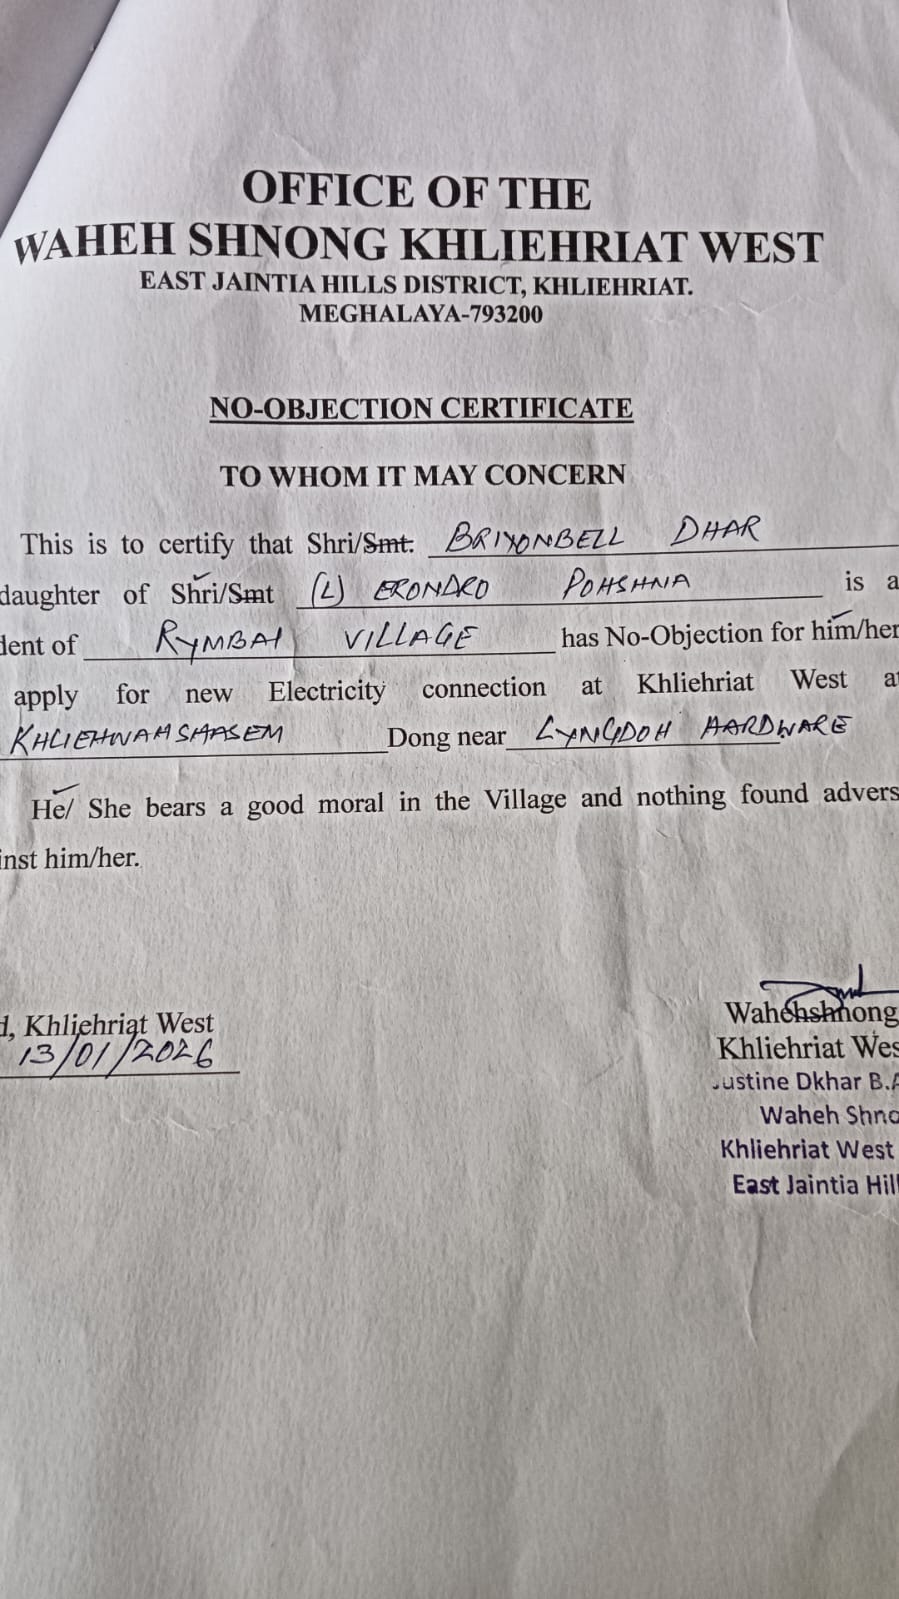 OFFICE OF THE
WAHEH SHNONG KHLIEHRIAT WEST
EAST JAINTIA HILLS DISTRICT, KHLIEHRIAT.
MEGHALAYA-793200
NO-OBJECTION CERTIFICATE
TO WHOM IT MAY CONCERN
This is to certify that Shri/Smt. BRIYONBELL DHAR
daughter of Shri/Smt (L) ERONDRO POHSHNA is a
dent of RYMBAI VILLAGE has No-Objection for him/her
apply for new Electricity connection at Khliehriat West at
KHLIEHWAHSHASEM Dong near LYNGDOH HARDWARE
He/ She bears a good moral in the Village and nothing found advers
inst him/her.
d, Khliehriat West
13/01/2026
Wahehshnong
Khliehriat Wes
Justine Dkhar B.A
Waheh Shno
Khliehriat West
East Jaintia Hill